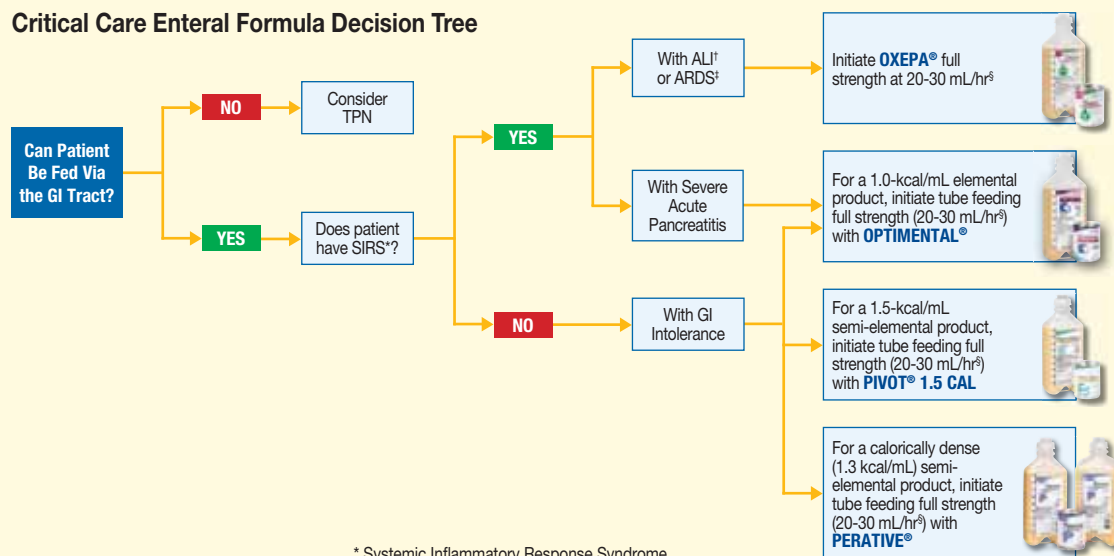 Critical Care Enteral Formula Decision Tree
Can Patient
Be Fed Via
the GI Tract?
NO
Consider
TPN
YES
Does patient
have SIRS*?
YES
With ALI†
or ARDS‡
Initiate OXEPA® full
strength at 20-30 mL/hr§
With Severe
Acute
Pancreatitis
For a 1.0-kcal/mL elemental
product, initiate tube feeding
full strength (20-30 mL/hr§)
with OPTIMENTAL®
NO
With GI
Intolerance
For a 1.5-kcal/mL
semi-elemental product,
initiate tube feeding full
strength (20-30 mL/hr§)
with PIVOT® 1.5 CAL
For a calorically dense
(1.3 kcal/mL) semi-
elemental product, initiate
tube feeding full strength
(20-30 mL/hr§) with
PERATIVE®
* Systemic Inflammatory Response Syndrome